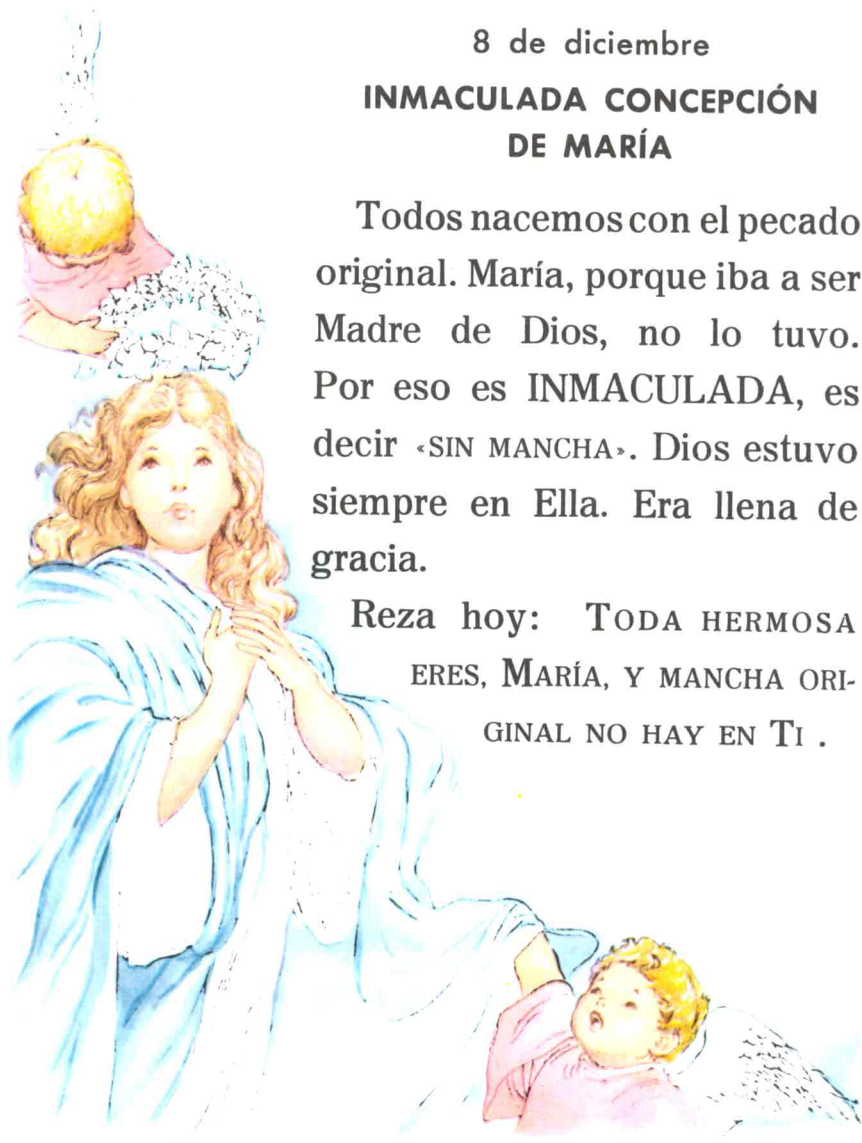 8 de diciembre
INMACULADA CONCEPCIÓN
DE MARÍA
Todos nacemos con el pecado
original. María, porque iba a ser
Madre de Dios, no lo tuvo.
Por eso es INMACULADA, es
decir «SIN MANCHA». Dios estuvo
siempre en Ella. Era llena de
gracia.
Reza hoy: TODA HERMOSA
ERES, MARÍA, Y MANCHA ORI-
GINAL NO HAY EN TI .